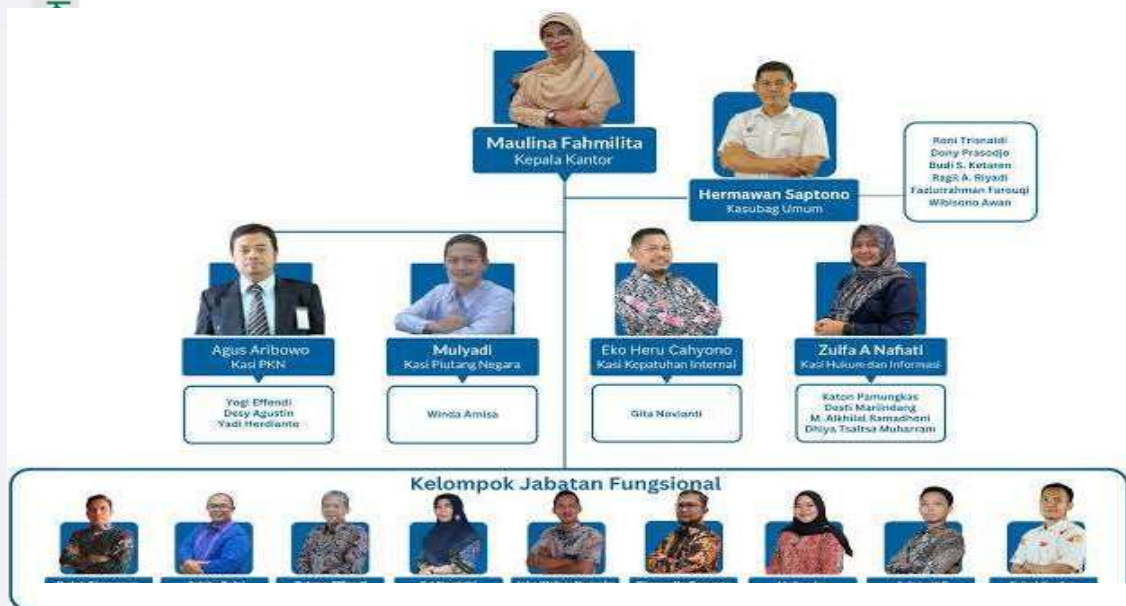 Maulina Fahmilita
Kepala Kantor
Hermawan Saptono
Kasubag Umum
Roni Trisnaldi
Dony Prasodjo
Budi S. Ketaren
Ragil A. Riyadi
Fazlurrahman Farouqi
Wibisono Awan
Agus Aribowo
Kasi PKN
Mulyadi
Kasi Piutang Negara
Eko Heru Cahyono
Kasi Kepatuhan Internal
Zulfa A Nafiati
Kasi Hukum dan Informasi
Yogi Effendi
Desy Agustin
Yadi Herdianto
Winda Amisa
Gita Novianti
Katon Pamungkas
Desti Marlindang
M. Alkhilal Ramadhoni
Dhiya Tsaltsa Muharram
Kelompok Jabatan Fungsional